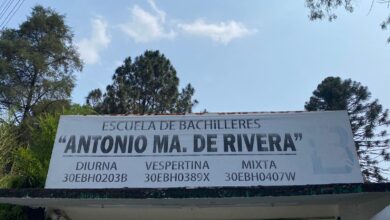 ESCUELA DE BACHILLERES
"ANTONIO MA. DE RIVERA"
DIURNA VESPERTINA MIXTA
30EBH0203B 30EBH0389X 30EBH0407W